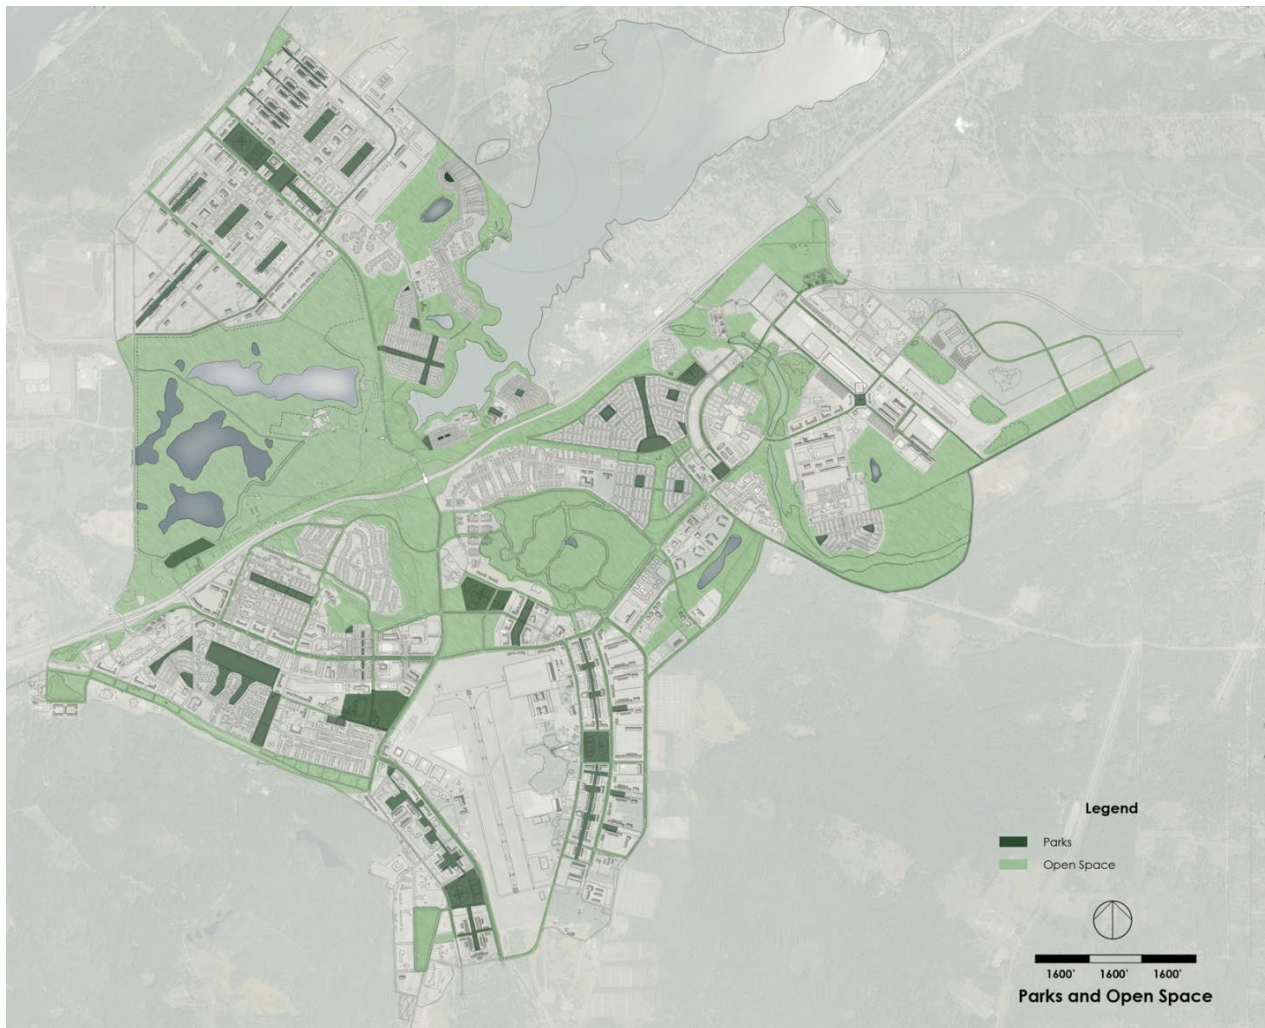 Legend
Parks
Open Space
1600' 1600' 1600'
Parks and Open Space